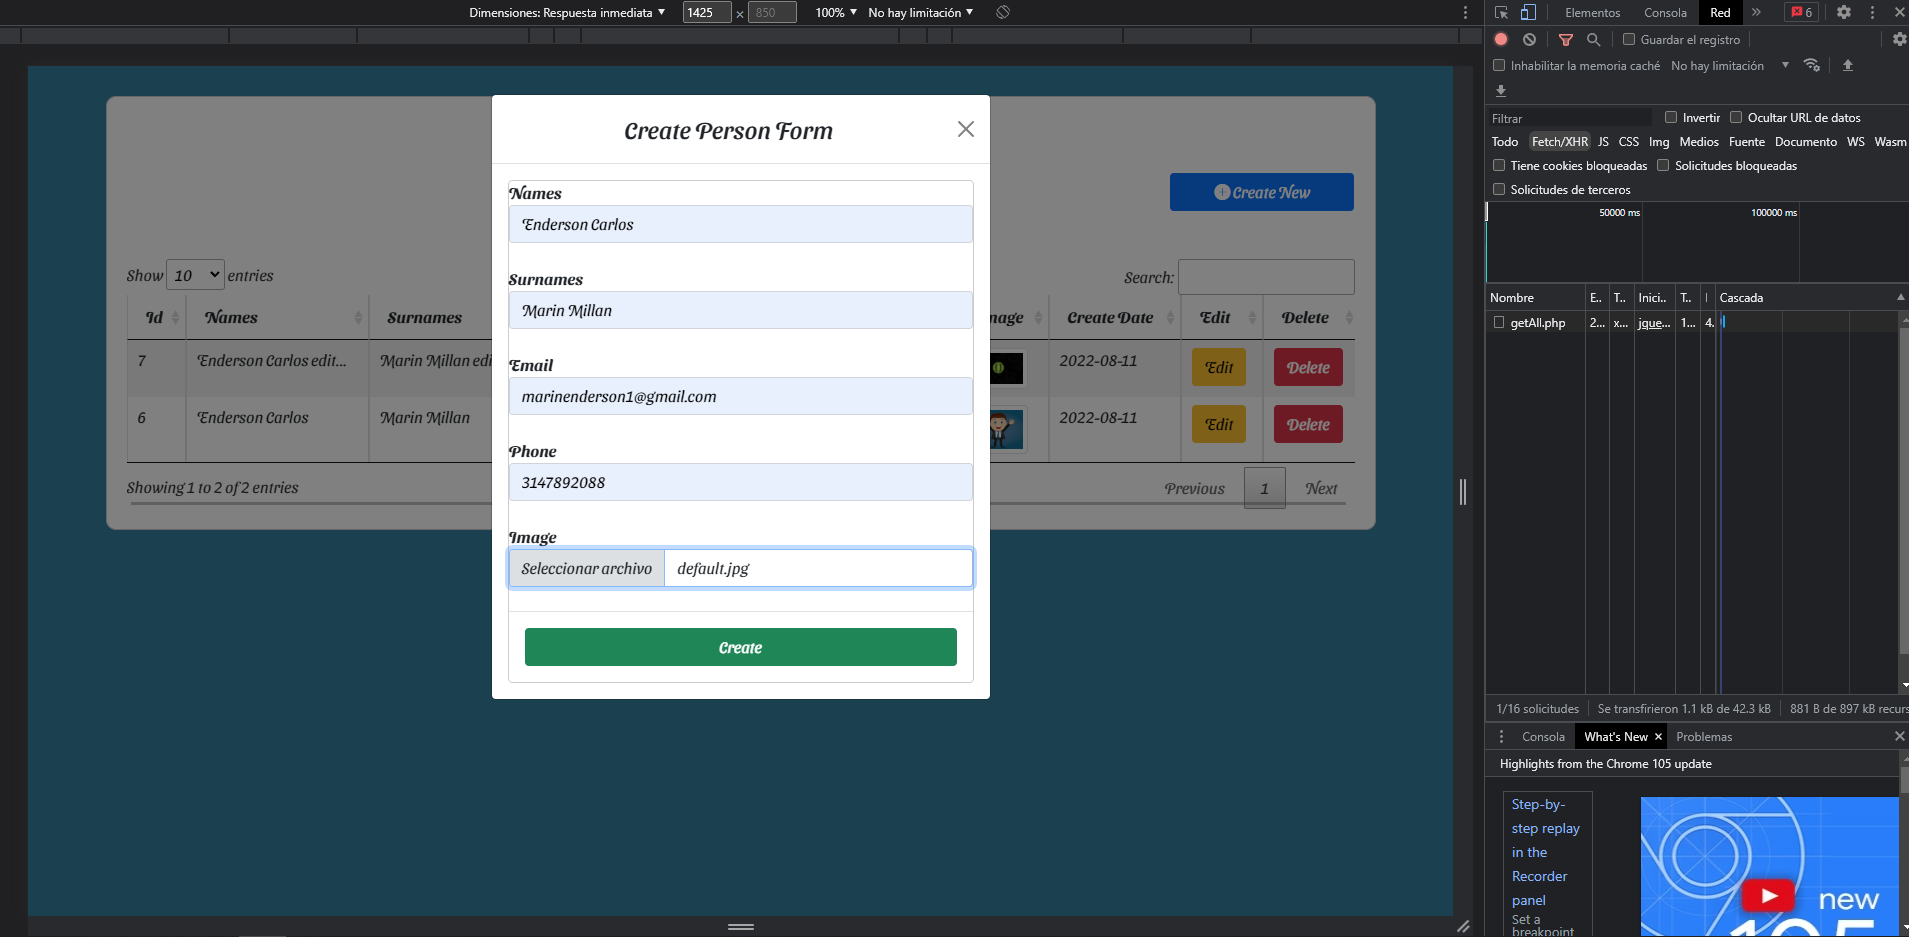 Dimensiones: Respuesta inmediata ▼ 1425 × 850 100% ▼ No hay limitación ▼
Elementos Consola Red » 6
Guardar el registro
Inhabilitar la memoria caché No hay limitación ▼
Filtrar Invertir Ocultar URL de datos
Todo Fetch/XHR JS CSS Img Medios Fuente Documento WS Wasm
Tiene cookies bloqueadas Solicitudes bloqueadas
Solicitudes de terceros
50000 ms 100000 ms
Nombre E.. T.. Inici.. T.. Cascada
getAll.php 2... x... jque... 1... 4.
1/16 solicitudes Se transfirieron 1.1 kB de 42.3 kB 881 B de 897 kB recurs
Consola What's New × Problemas
Highlights from the Chrome 105 update
Step-by-
step replay
in the
Recorder
panel
Set a
breakpoint
new
105
Create Person Form
Names
Enderson Carlos
Surnames
Marin Millan
Email
marinenderson1@gmail.com
Phone
3147892088
Image
Seleccionar archivo default.jpg
Create
Create New
Show 10 entries Search:
Id Names Surnames mage Create Date Edit Delete
7 Enderson Carlos edit... Marin Millan edi 2022-08-11 Edit Delete
6 Enderson Carlos Marin Millan 2022-08-11 Edit Delete
Showing 1 to 2 of 2 entries Previous 1 Next